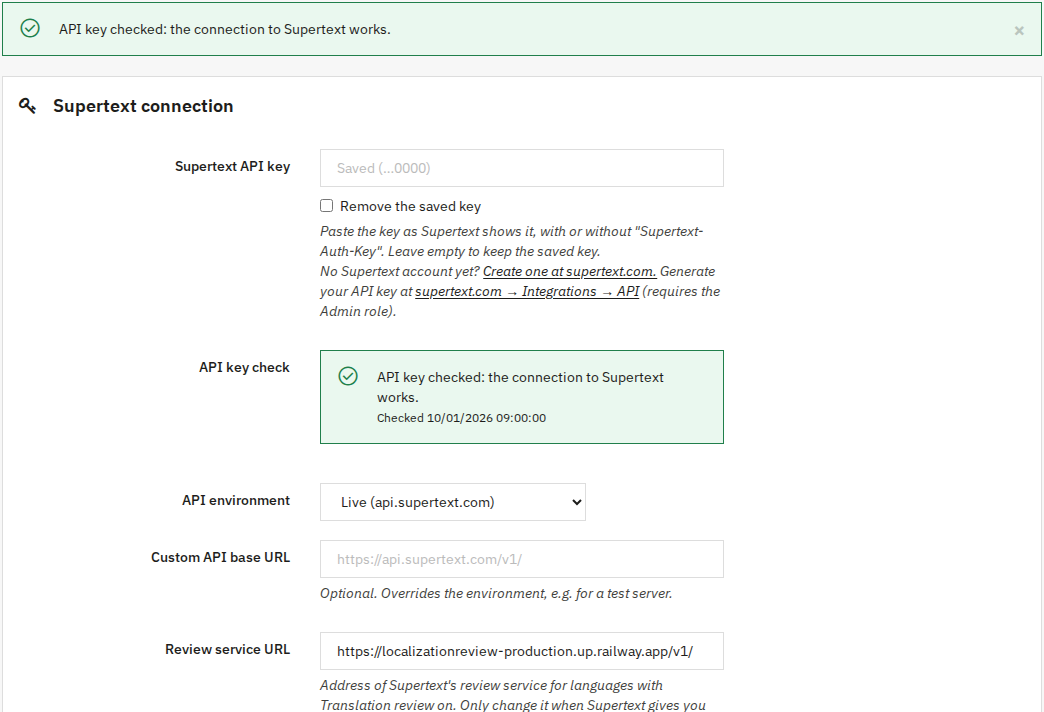 API key checked: the connection to Supertext works.
×
Supertext connection
Supertext API key
Saved (...0000)
Remove the saved key
Paste the key as Supertext shows it, with or without "Supertext-
Auth-Key". Leave empty to keep the saved key.
No Supertext account yet? Create one at supertext.com. Generate
your API key at supertext.com → Integrations → API (requires the
Admin role).
API key check
API key checked: the connection to Supertext
works.
Checked 10/01/2026 09:00:00
API environment
Live (api.supertext.com)
Custom API base URL
https://api.supertext.com/v1/
Optional. Overrides the environment, e.g. for a test server.
Review service URL
https://localizationreview-production.up.railway.app/v1/
Address of Supertext's review service for languages with
Translation review on. Only change it when Supertext gives you